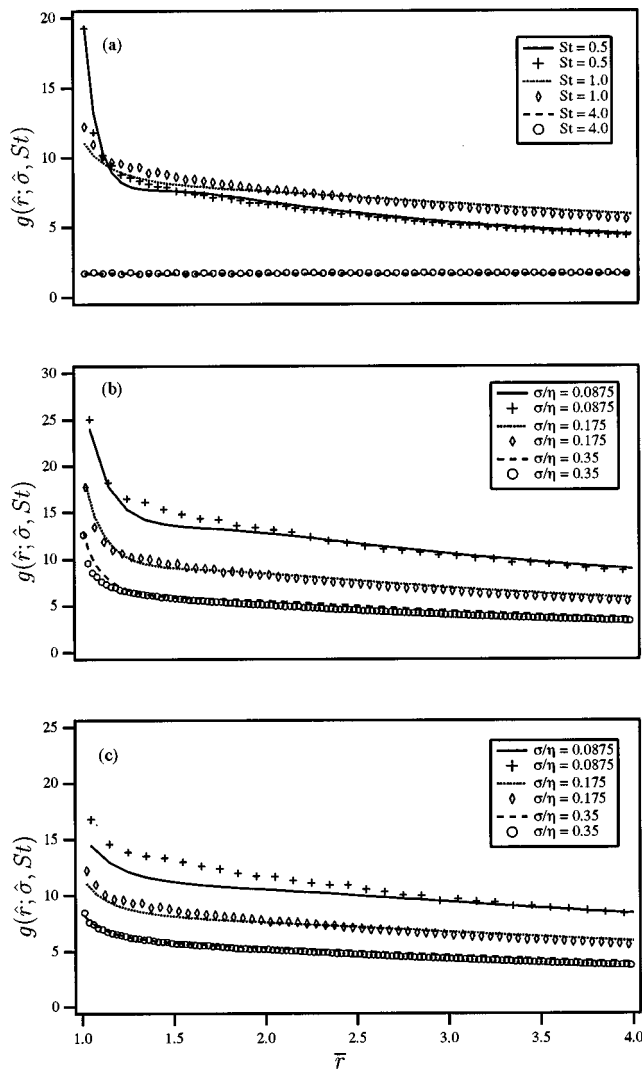 20
15
10
5
0
g(r̂; σ̂, St)
(a)
St = 0.5
St = 0.5
St = 1.0
St = 1.0
St = 4.0
St = 4.0
30
25
20
15
10
5
0
g(r̂; σ̂, St)
(b)
σ/η = 0.0875
σ/η = 0.0875
σ/η = 0.175
σ/η = 0.175
σ/η = 0.35
σ/η = 0.35
25
20
15
10
5
0
g(r̂; σ̂, St)
(c)
σ/η = 0.0875
σ/η = 0.0875
σ/η = 0.175
σ/η = 0.175
σ/η = 0.35
σ/η = 0.35
1.0 1.5 2.0 2.5 3.0 3.5 4.0
r̅